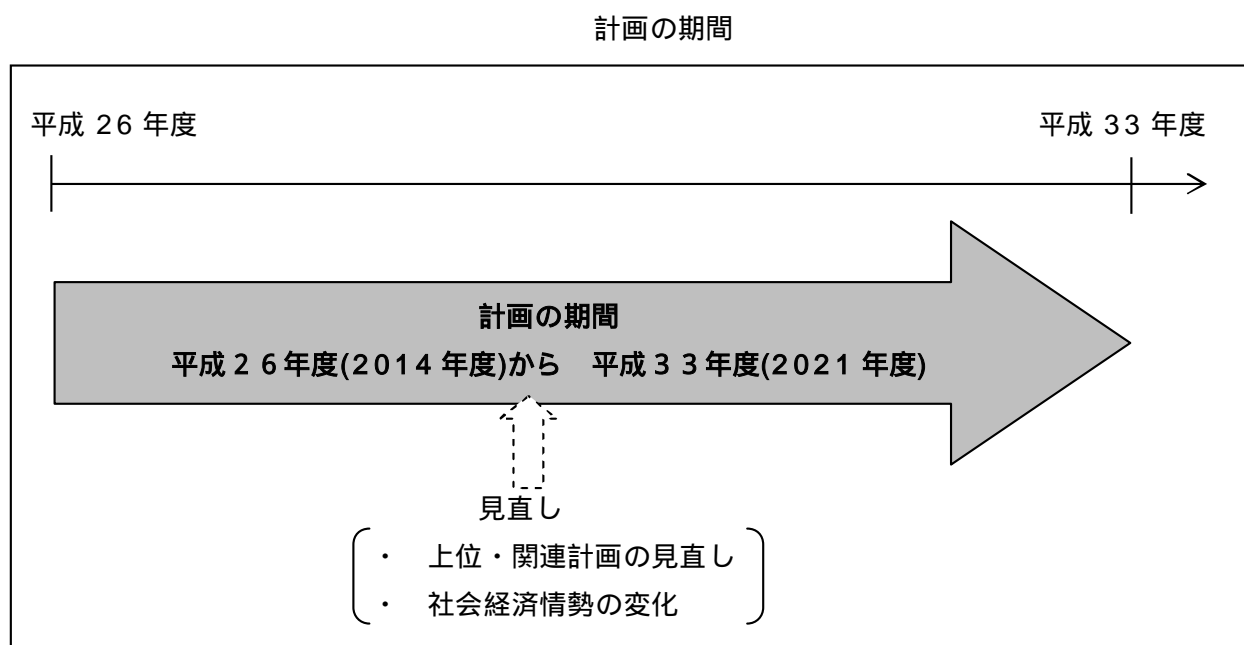 計画の期間
平成 26 年度
平成 33 年度
計画の期間
平成２６年度(2014 年度)から　平成３３年度(2021 年度)
見直し
・　上位・関連計画の見直し
・　社会経済情勢の変化